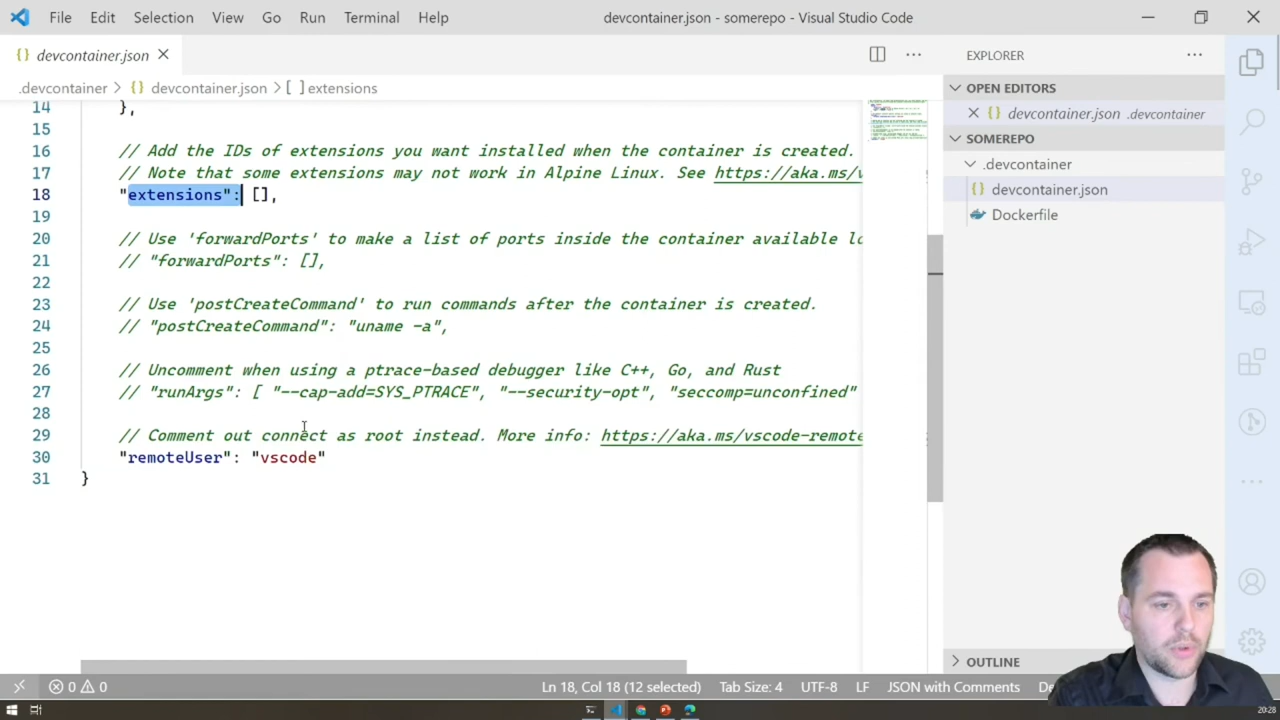 File Edit Selection View Go Run Terminal Help
devcontainer.json - somerepo - Visual Studio Code
devcontainer.json
.devcontainer > devcontainer.json > [ ] extensions
14 },
15
16 // Add the IDs of extensions you want installed when the container is created.
17 // Note that some extensions may not work in Alpine Linux. See https://aka.ms/v
18 "extensions": [],
19
20 // Use 'forwardPorts' to make a list of ports inside the container available lo
21 // "forwardPorts": [],
22
23 // Use 'postCreateCommand' to run commands after the container is created.
24 // "postCreateCommand": "uname -a",
25
26 // Uncomment when using a ptrace-based debugger like C++, Go, and Rust
27 // "runArgs": [ "--cap-add=SYS_PTRACE", "--security-opt", "seccomp=unconfined"
28
29 // Comment out connect as root instead. More info: https://aka.ms/vscode-remote
30 "remoteUser": "vscode"
31 }
EXPLORER
OPEN EDITORS
devcontainer.json .devcontainer
SOMEREPO
.devcontainer
devcontainer.json
Dockerfile
OUTLINE
0 0 Ln 18, Col 18 (12 selected) Tab Size: 4 UTF-8 LF JSON with Comments
20:28